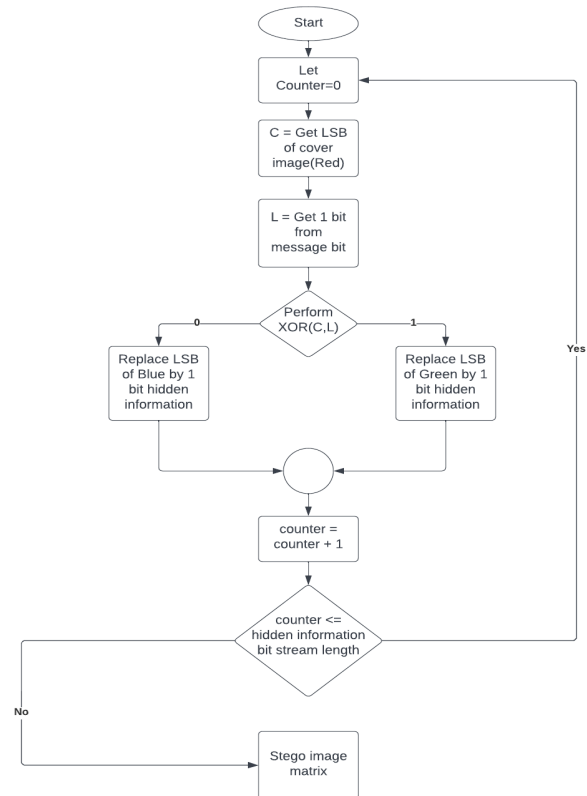 Start
Let
Counter=0
C = Get LSB
of cover
image(Red)
L = Get 1 bit
from
message bit
Perform
XOR(C,L)
0
1
Replace LSB
of Blue by 1
bit hidden
information
Replace LSB
of Green by 1
bit hidden
information
Yes
counter =
counter + 1
counter <=
hidden information
bit stream length
No
Stego image
matrix